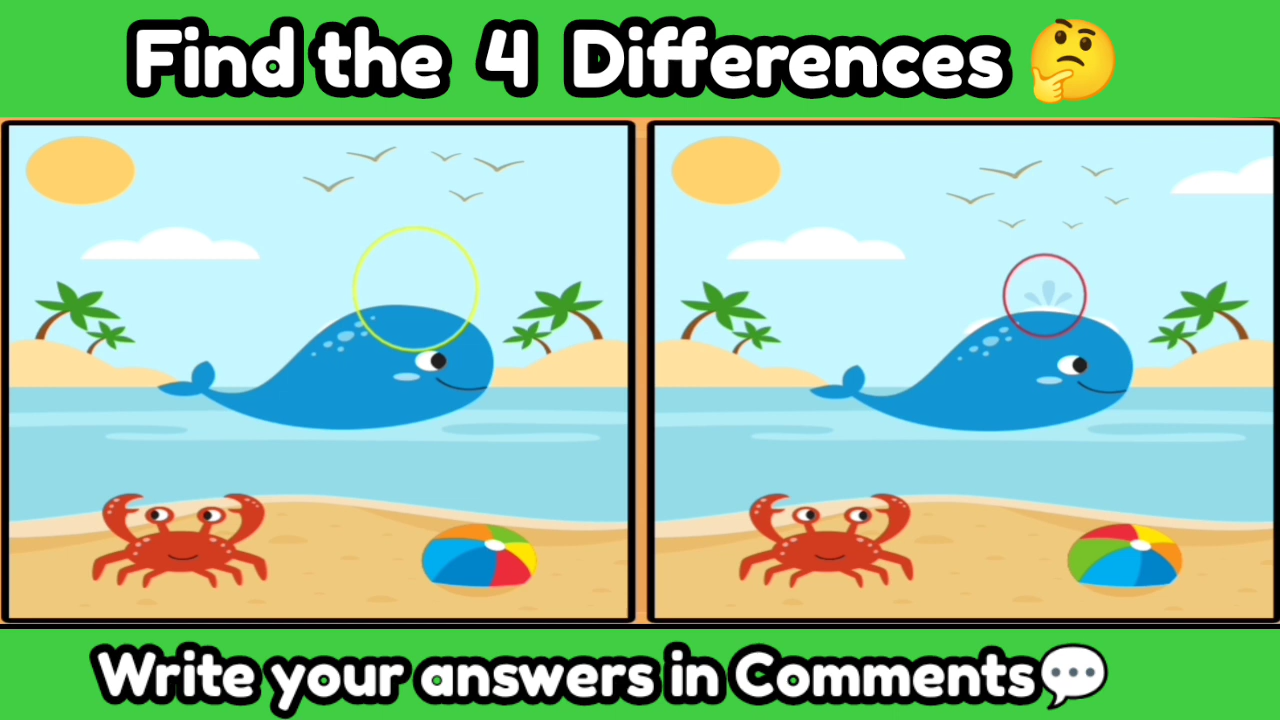 Find the 4 Differences 🤔
Write your answers in Comments💬